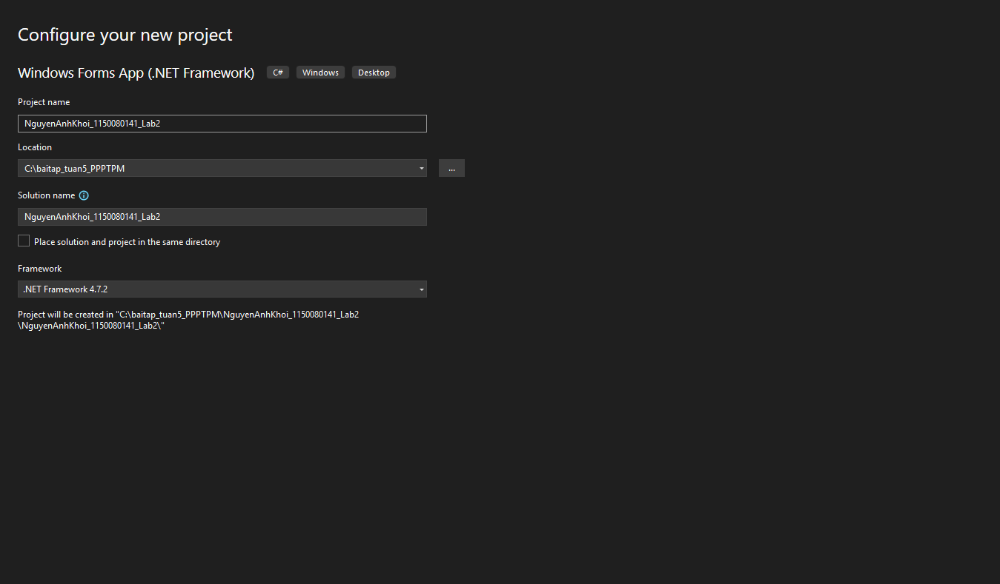 Configure your new project
Windows Forms App (.NET Framework) C# Windows Desktop
Project name
NguyenAnhKhoi_1150080141_Lab2
Location
C:\baitap_tuan5_PPPTPM
...
Solution name
NguyenAnhKhoi_1150080141_Lab2
Place solution and project in the same directory
Framework
.NET Framework 4.7.2
Project will be created in "C:\baitap_tuan5_PPPTPM\NguyenAnhKhoi_1150080141_Lab2
\NguyenAnhKhoi_1150080141_Lab2\"